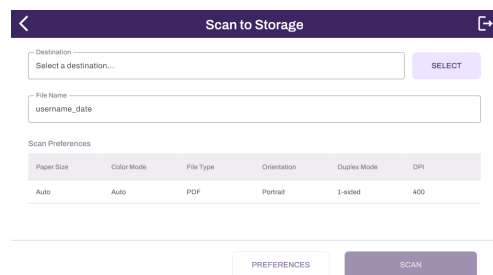 Scan to Storage
Destination
Select a destination...
SELECT
File Name
username_date
Scan Preferences
Paper Size Color Mode File Type Orientation Duplex Mode DPI
Auto Auto PDF Portrait 1-sided 400
PREFERENCES SCAN